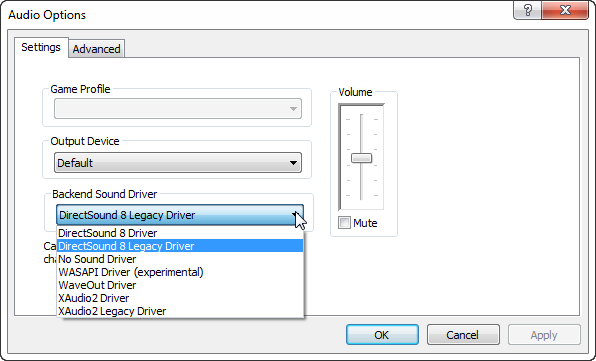 Audio Options
Settings
Advanced
Game Profile
Volume
Output Device
Default
Backend Sound Driver
DirectSound 8 Legacy Driver
Mute
DirectSound 8 Driver
DirectSound 8 Legacy Driver
No Sound Driver
WASAPI Driver (experimental)
WaveOut Driver
XAudio2 Driver
XAudio2 Legacy Driver
OK
Cancel
Apply